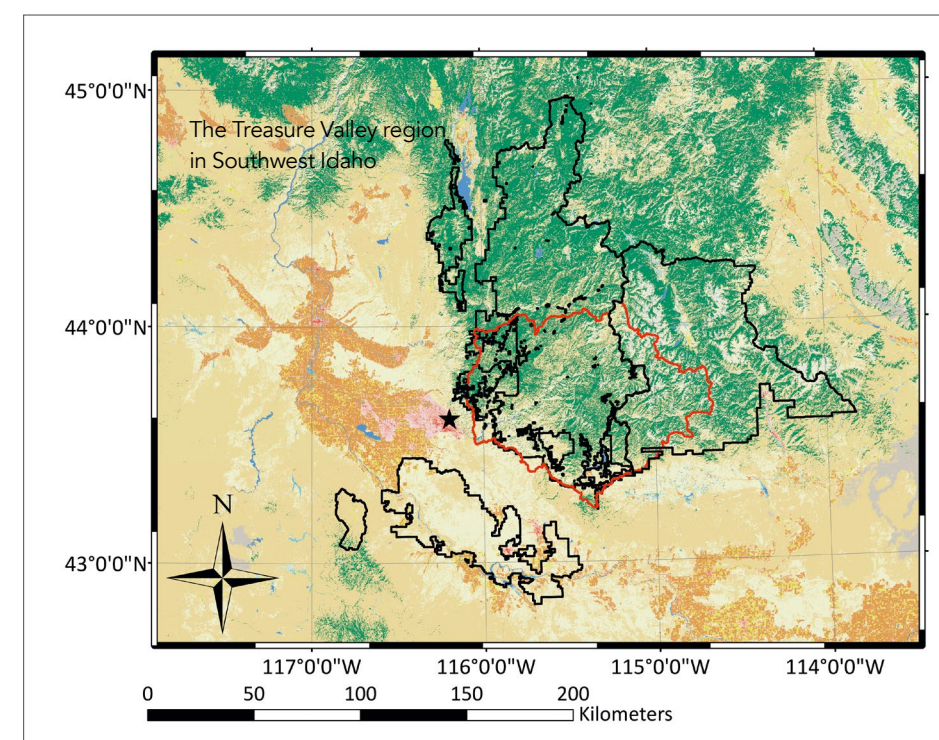 The Treasure Valley region
in Southwest Idaho
45°0'0"N
44°0'0"N
43°0'0"N
N
117°0'0"W 116°0'0"W 115°0'0"W 114°0'0"W
0 50 100 150 200
Kilometers